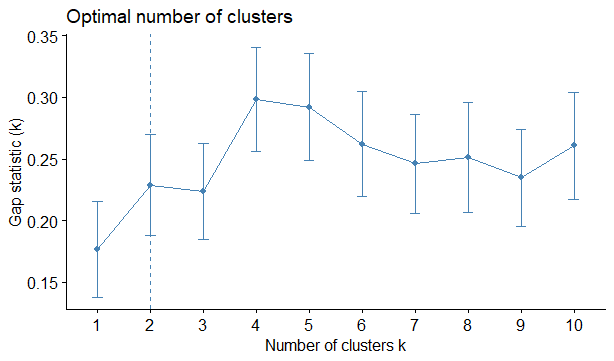 Optimal number of clusters
Gap statistic (k)
0.35
0.30
0.25
0.20
0.15
1 2 3 4 5 6 7 8 9 10
Number of clusters k